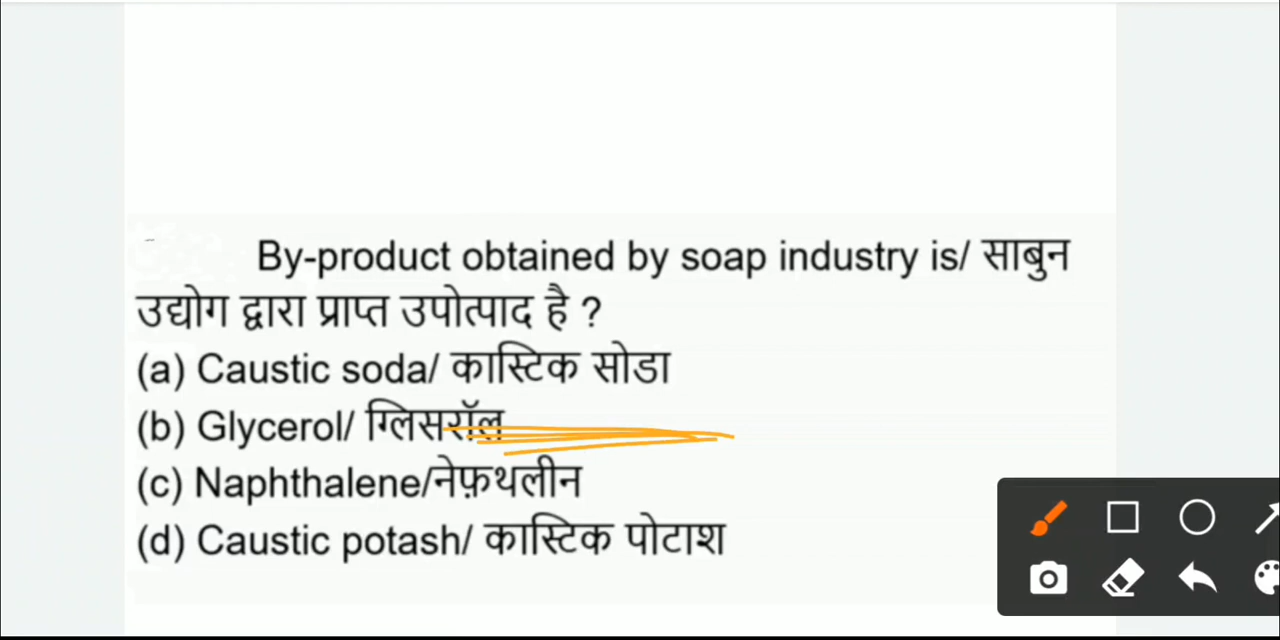 By-product obtained by soap industry is/ साबुन
उद्योग द्वारा प्राप्त उपोत्पाद है ?
(a) Caustic soda/ कास्टिक सोडा
(b) Glycerol/ ग्लिसरॉल
(c) Naphthalene/नेफ़थलीन
(d) Caustic potash/ कास्टिक पोटाश